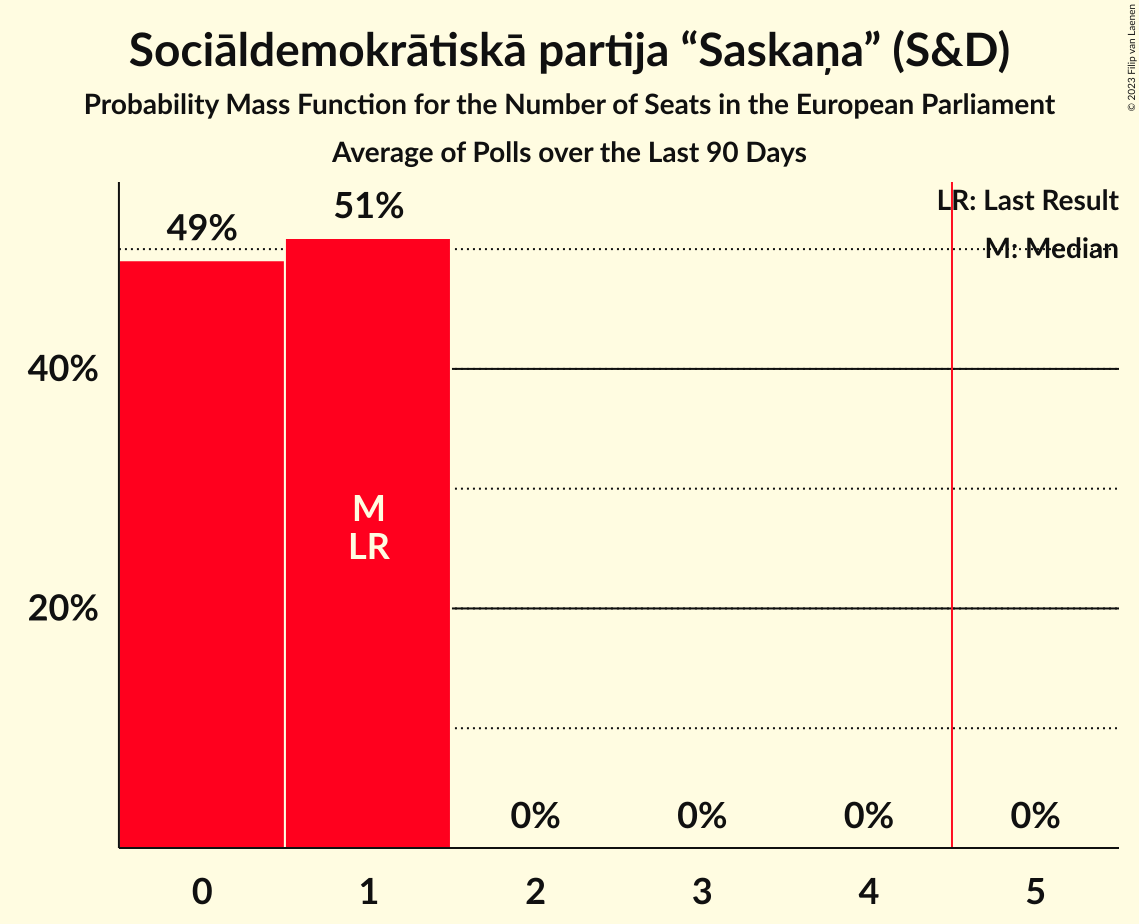 Sociāldemokrātiskā partija “Saskaņa” (S&D)
Probability Mass Function for the Number of Seats in the European Parliament
Average of Polls over the Last 90 Days
© 2023 Filip van Laenen
LR: Last Result
M: Median
49%
51%
40%
20%
M
LR
0%
0%
0%
0%
0
1
2
3
4
5